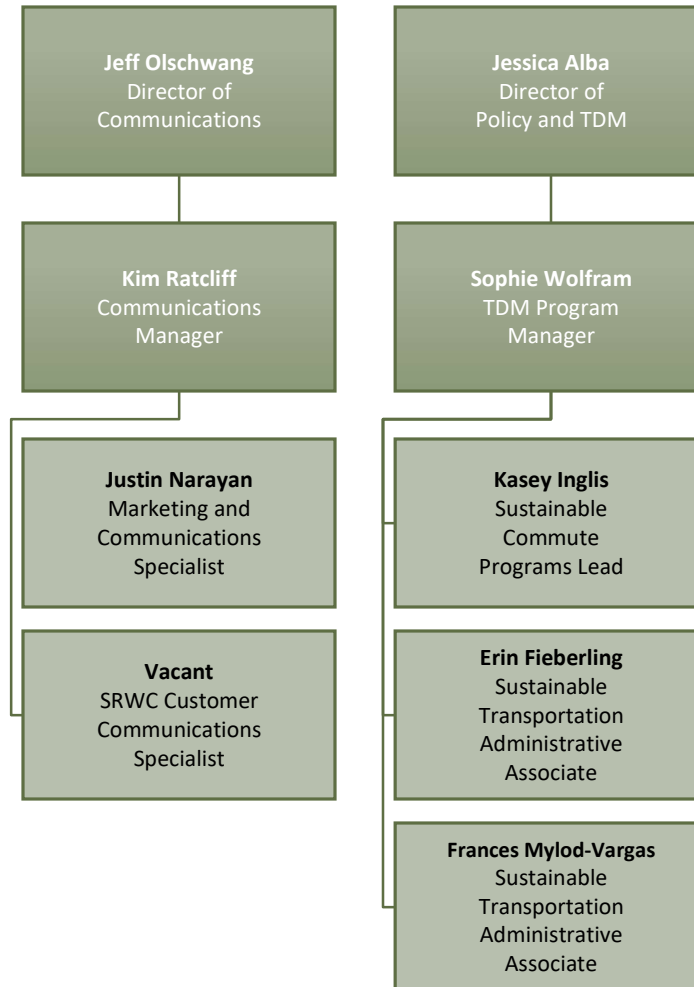 Jeff Olschwang
Director of
Communications
Jessica Alba
Director of
Policy and TDM
Kim Ratcliff
Communications
Manager
Sophie Wolfram
TDM Program
Manager
Justin Narayan
Marketing and
Communications
Specialist
Kasey Inglis
Sustainable
Commute
Programs Lead
Vacant
SRWC Customer
Communications
Specialist
Erin Fieberling
Sustainable
Transportation
Administrative
Associate
Frances Mylod-Vargas
Sustainable
Transportation
Administrative
Associate